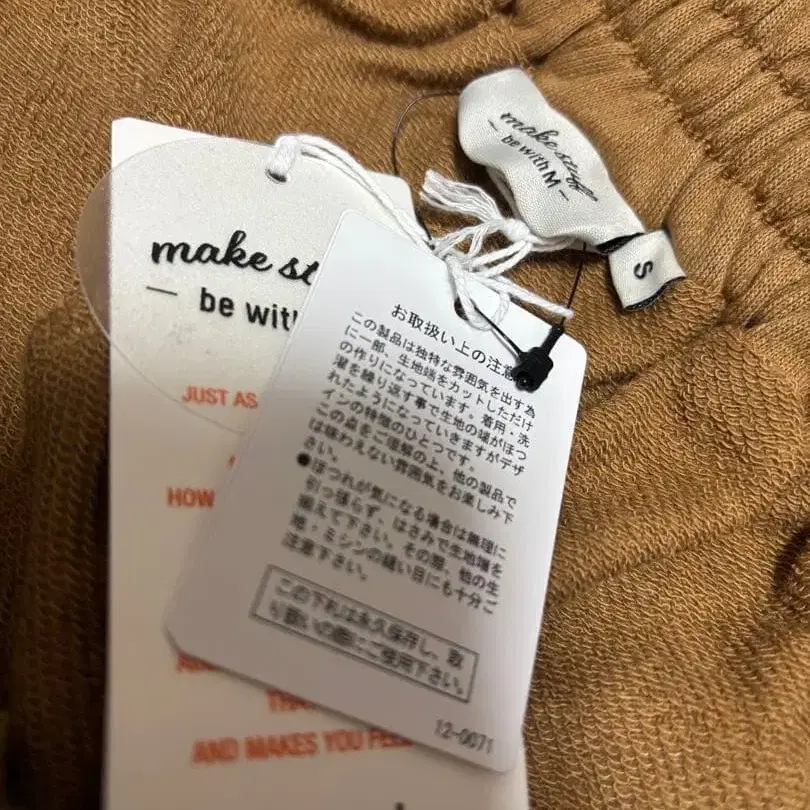 make stuff
— be with M —
S
make st
— be wit
JUST AS
HOW
THA
AND MAKES YOU FEEL
お取扱い上の注意
この製品は独特な雰囲気を出す為
に一部、生地端をカットしただけ
の作りになっています。着用・洗
濯を繰り返す事で生地の端がほつ
れたようになっていきますがデザ
インの特徴のひとつです。
この点をご理解の上、他の製品で
は味わえない雰囲気をお楽しみ下
さい。
●ほつれが気になる場合は無理に
引っ張らず、はさみで生地端を
揃えて下さい。その際、他の生
地・ミシンの縫い目にも十分ご
注意下さい。
この下札は永久保存し、取
り扱いの際にご使用下さい。
12-0071